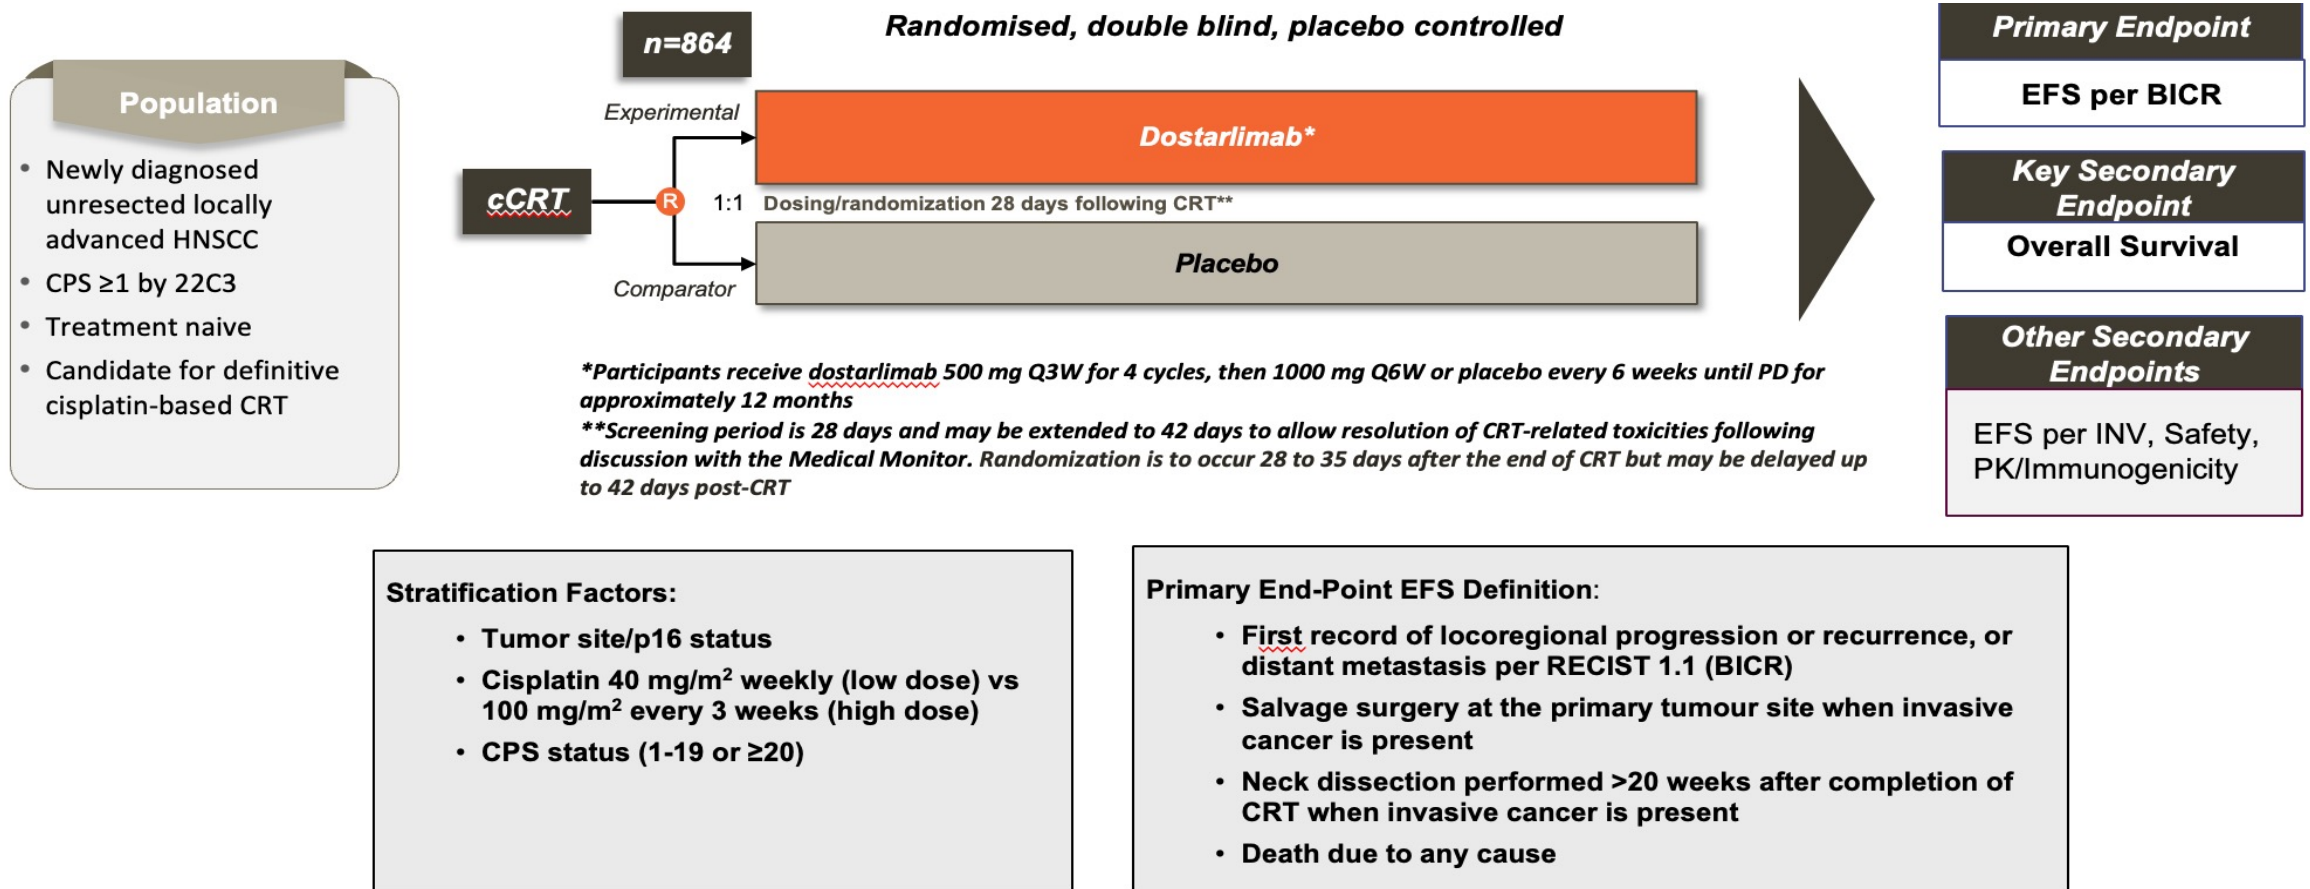 Randomised, double blind, placebo controlled
n=864
Population
• Newly diagnosed
unresected locally
advanced HNSCC
• CPS ≥1 by 22C3
• Treatment naive
• Candidate for definitive
cisplatin-based CRT
cCRT
R
1:1
Experimental
Dostarlimab*
Dosing/randomization 28 days following CRT**
Placebo
Comparator
*Participants receive dostarlimab 500 mg Q3W for 4 cycles, then 1000 mg Q6W or placebo every 6 weeks until PD for
approximately 12 months
**Screening period is 28 days and may be extended to 42 days to allow resolution of CRT-related toxicities following
discussion with the Medical Monitor. Randomization is to occur 28 to 35 days after the end of CRT but may be delayed up
to 42 days post-CRT
Primary Endpoint
EFS per BICR
Key Secondary
Endpoint
Overall Survival
Other Secondary
Endpoints
EFS per INV, Safety,
PK/Immunogenicity
Stratification Factors:
• Tumor site/p16 status
• Cisplatin 40 mg/m² weekly (low dose) vs
100 mg/m² every 3 weeks (high dose)
• CPS status (1-19 or ≥20)
Primary End-Point EFS Definition:
• First record of locoregional progression or recurrence, or
distant metastasis per RECIST 1.1 (BICR)
• Salvage surgery at the primary tumour site when invasive
cancer is present
• Neck dissection performed >20 weeks after completion of
CRT when invasive cancer is present
• Death due to any cause